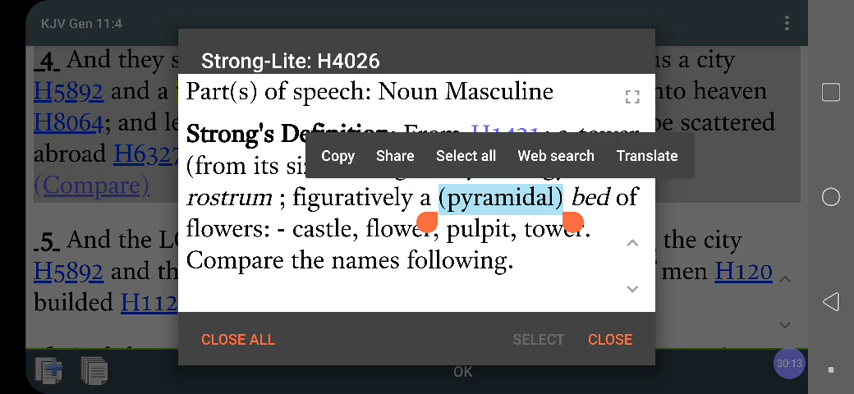 KJV Gen 11:4
4 And they s
us a city
H5892 and a
nto heaven
H8064; and le
be scattered
abroad H6327
(Compare)
Strong-Lite: H4026
Part(s) of speech: Noun Masculine
Strong's Definition: From H1431; a tower
(from its si
Copy Share Select all Web search Translate
rostrum ; figuratively a (pyramidal) bed of
flowers: - castle, flower, pulpit, tower.
Compare the names following.
CLOSE ALL SELECT CLOSE
5 And the L
the city
H5892 and th
f men H120
builded H112
OK
30:13